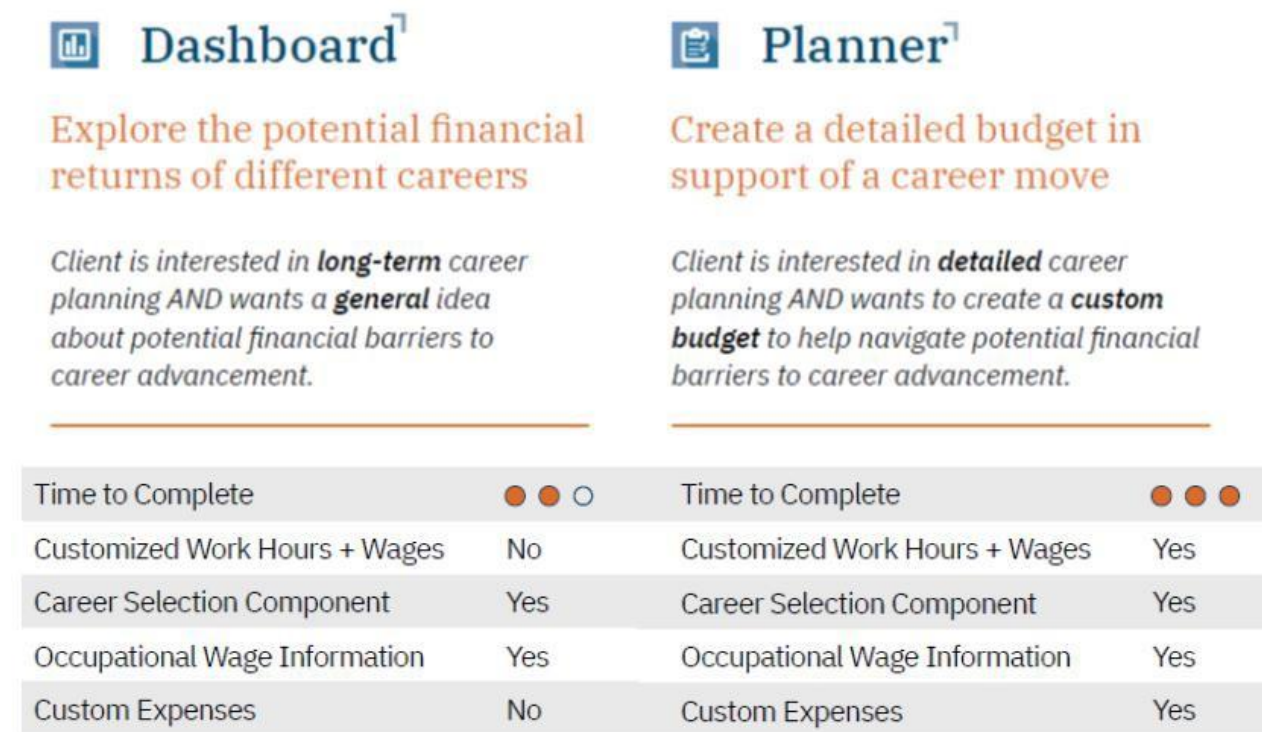 Dashboard
Explore the potential financial
returns of different careers
Client is interested in long-term career
planning AND wants a general idea
about potential financial barriers to
career advancement.
Time to Complete
Customized Work Hours + Wages No
Career Selection Component Yes
Occupational Wage Information Yes
Custom Expenses No
Planner
Create a detailed budget in
support of a career move
Client is interested in detailed career
planning AND wants to create a custom
budget to help navigate potential financial
barriers to career advancement.
Time to Complete
Customized Work Hours + Wages Yes
Career Selection Component Yes
Occupational Wage Information Yes
Custom Expenses Yes